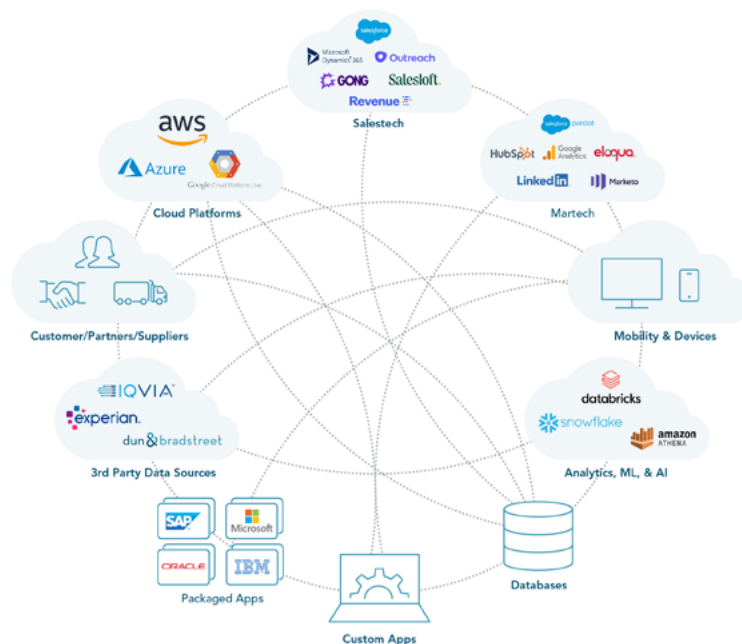 salesforce
Microsoft
Dynamics 365
Outreach
GONG
Salesloft.
Revenue
Salestech
aws
Azure
Google Cloud Platform Live
Cloud Platforms
salesforce pardot
HubSpot
Google
Analytics
eloqua
LinkedIn
Marketo
Martech
Customer/Partners/Suppliers
Mobility & Devices
IQVIA
experian.
dun & bradstreet
3rd Party Data Sources
databricks
snowflake
amazon
ATHENA
Analytics, ML, & AI
SAP
Microsoft
ORACLE
IBM
Packaged Apps
Custom Apps
Databases